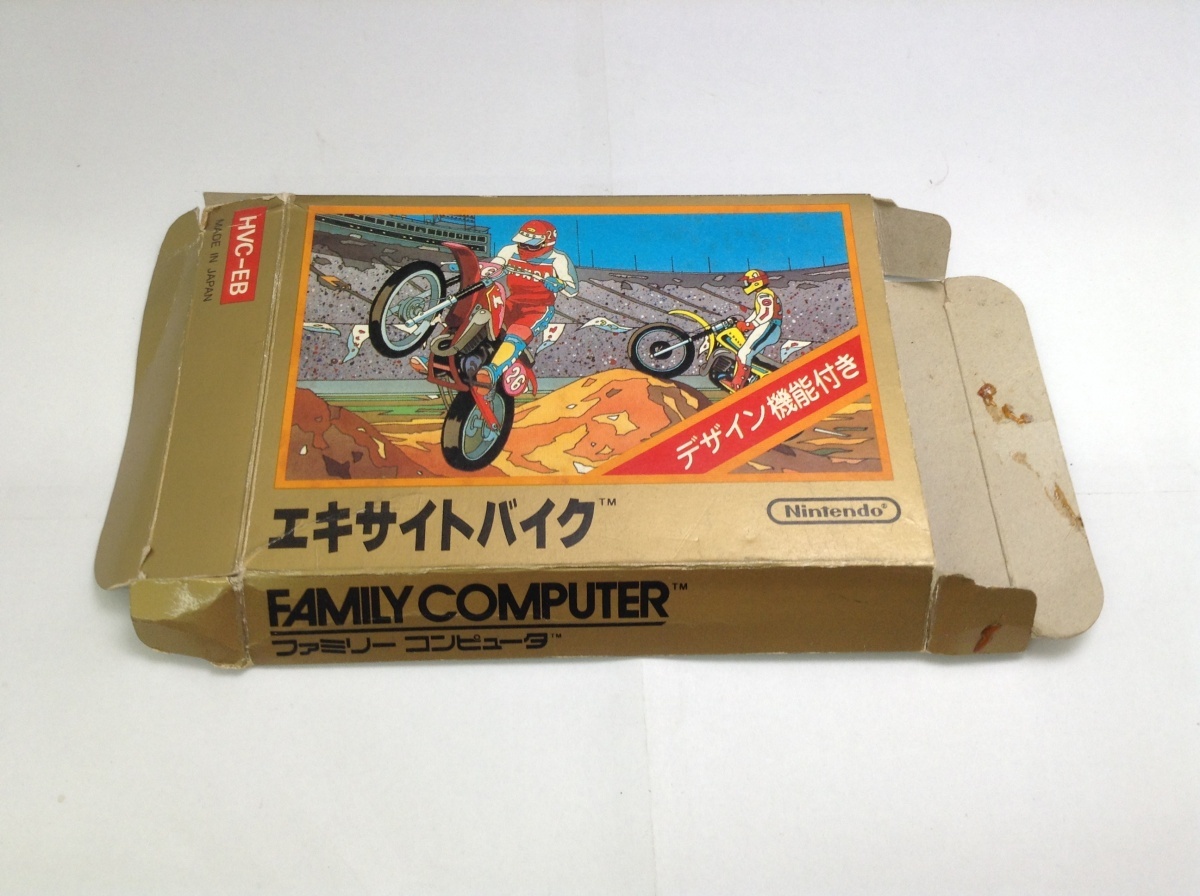 HVC-EB
MADE IN JAPAN
26
デザイン機能付き
エキサイトバイク™
Nintendo®
FAMILY COMPUTER™
ファミリー コンピュータ™